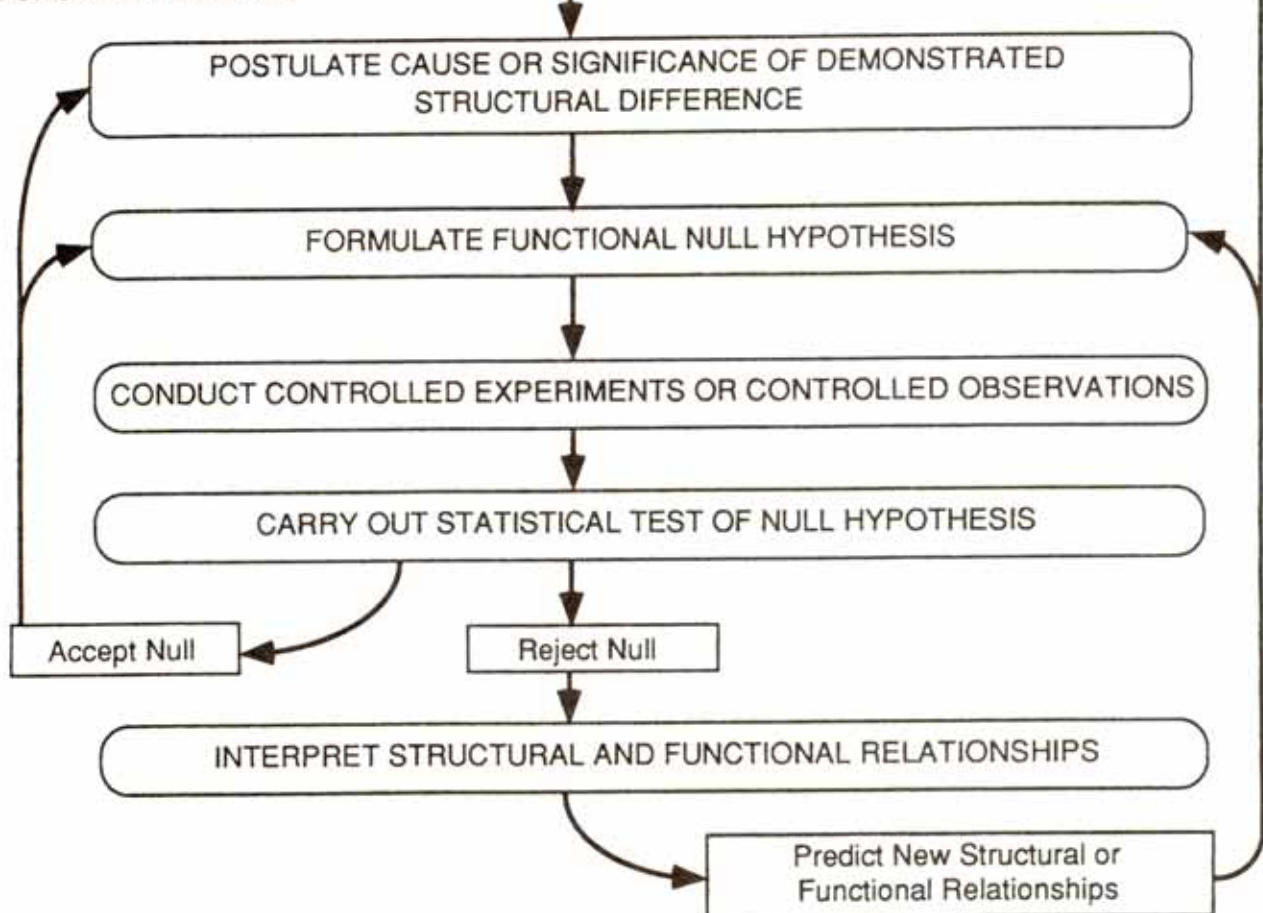 POSTULATE CAUSE OR SIGNIFICANCE OF DEMONSTRATED
STRUCTURAL DIFFERENCE
FORMULATE FUNCTIONAL NULL HYPOTHESIS
CONDUCT CONTROLLED EXPERIMENTS OR CONTROLLED OBSERVATIONS
CARRY OUT STATISTICAL TEST OF NULL HYPOTHESIS
Accept Null
Reject Null
INTERPRET STRUCTURAL AND FUNCTIONAL RELATIONSHIPS
Predict New Structural or
Functional Relationships